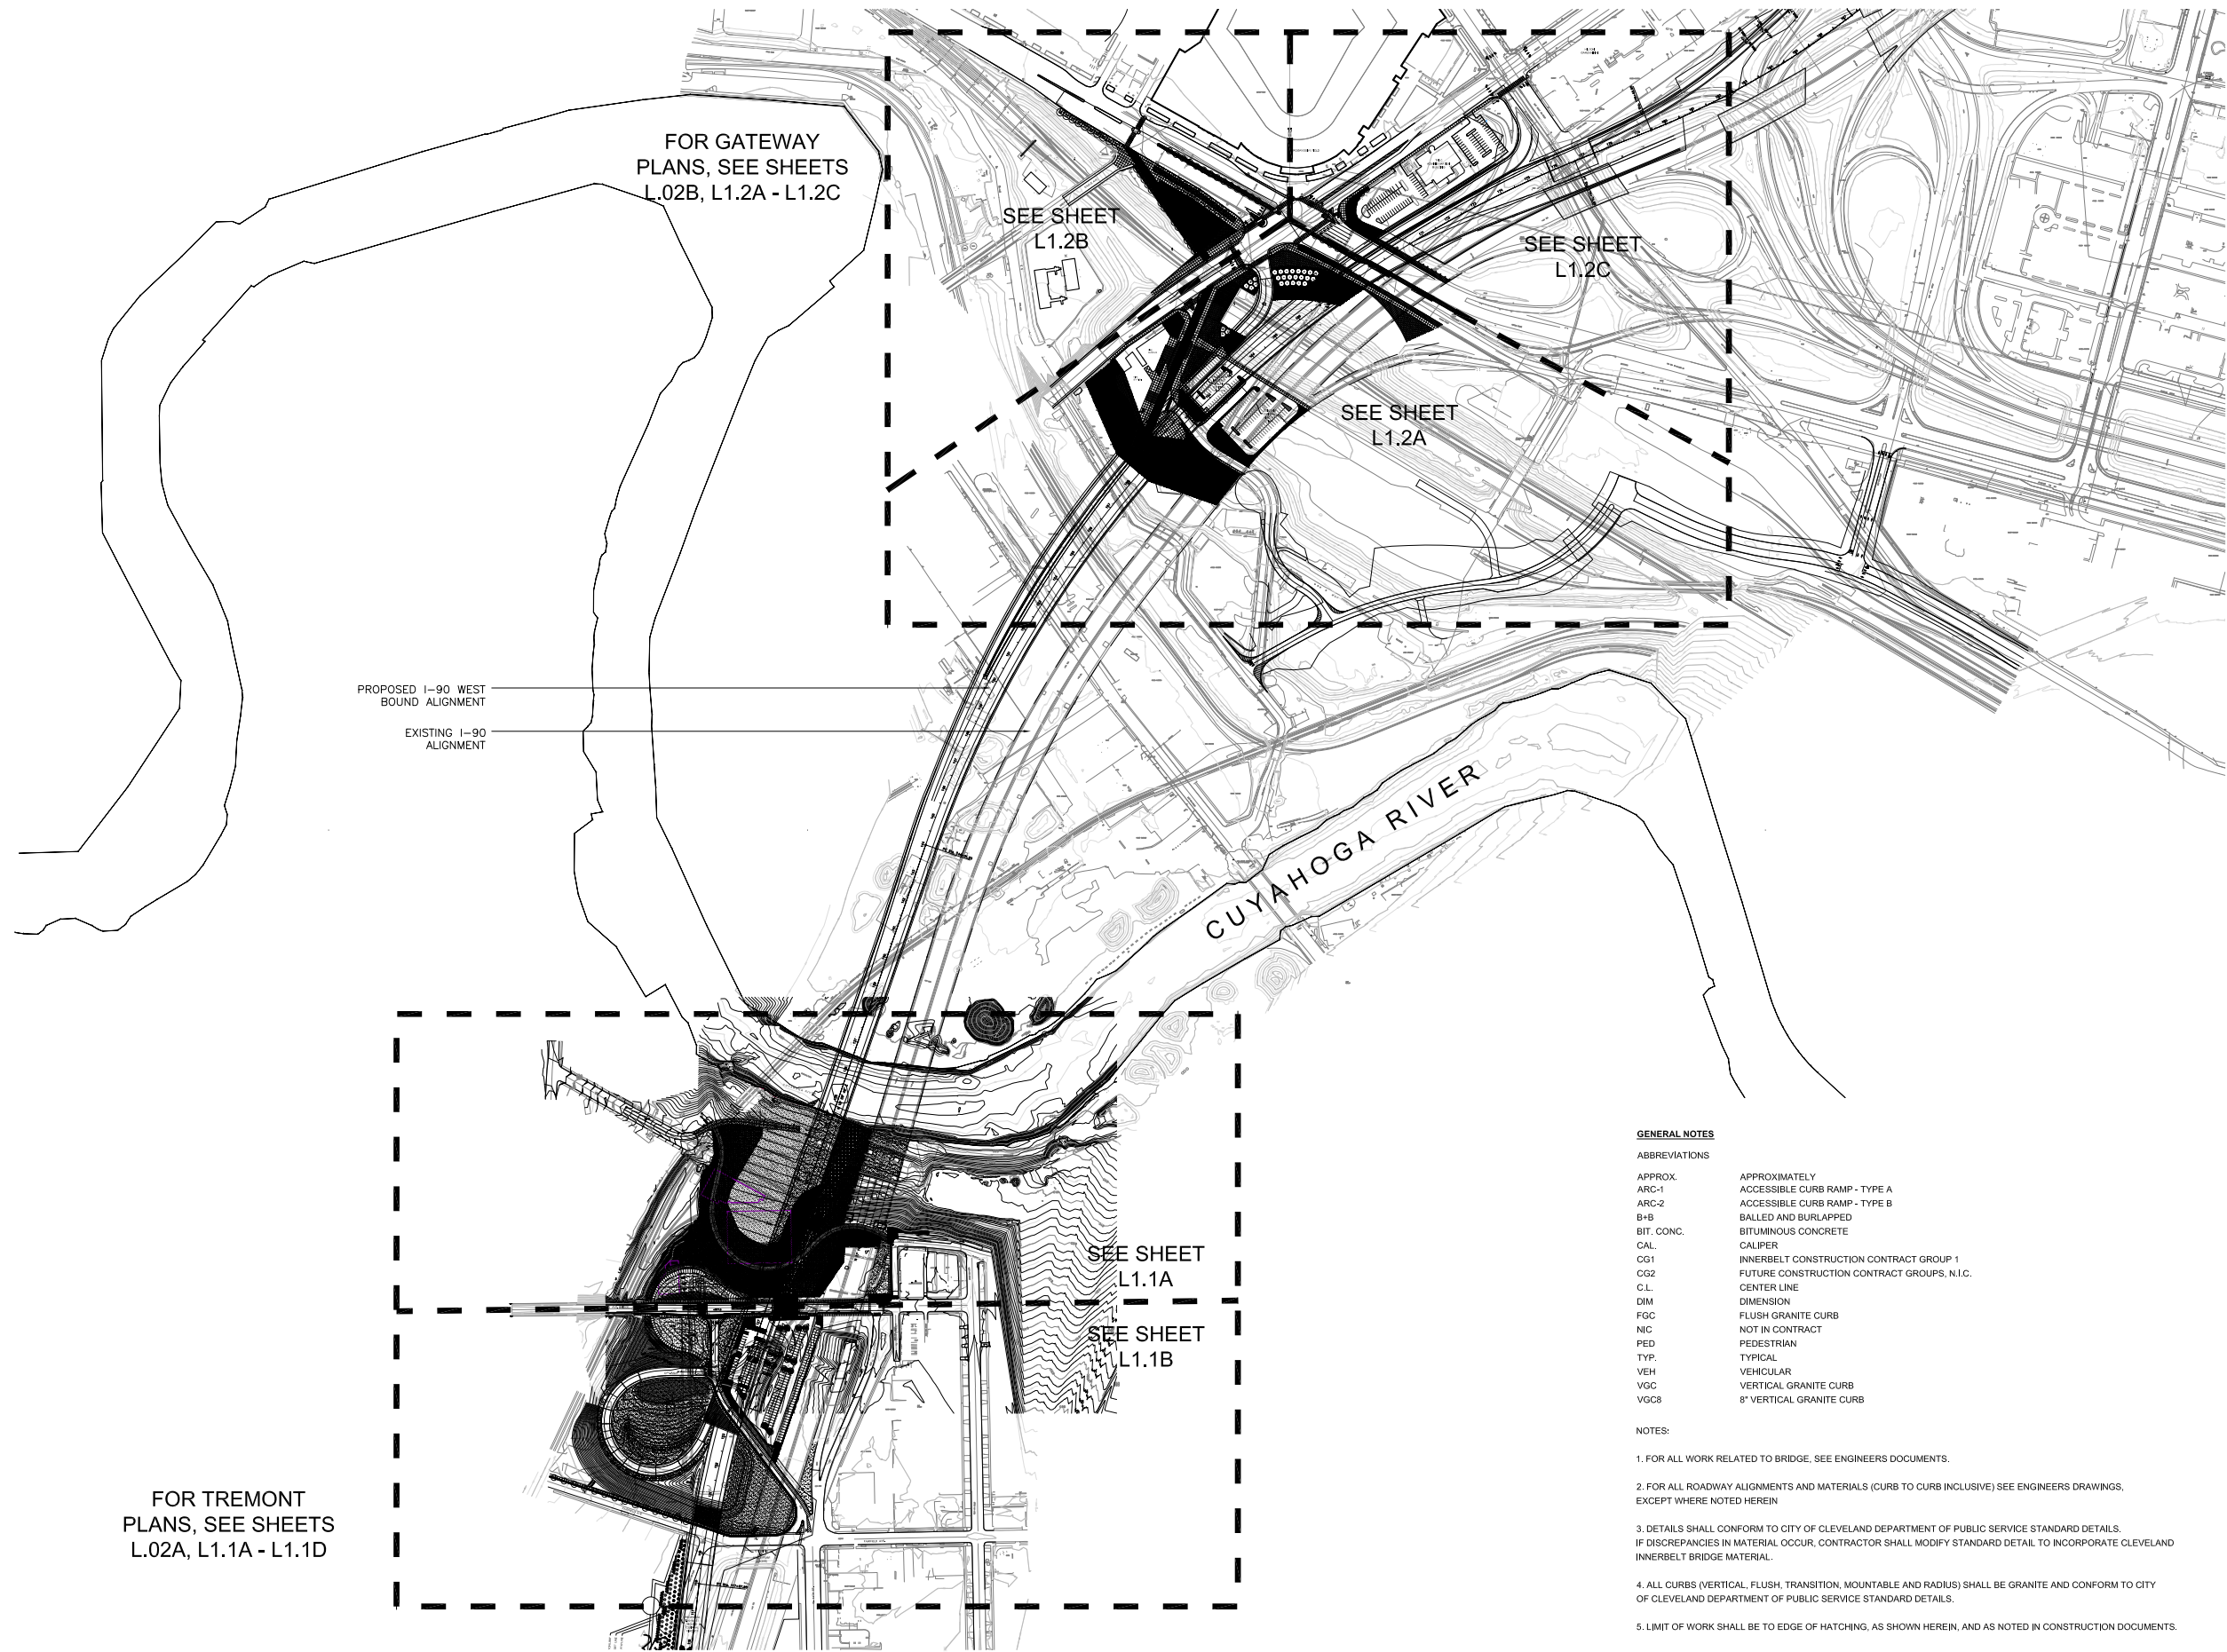 FOR GATEWAY
PLANS, SEE SHEETS
L.02B, L1.2A - L1.2C
SEE SHEET
L1.2B
SEE SHEET
L1.2C
SEE SHEET
L1.2A
PROPOSED I-90 WEST
BOUND ALIGNMENT
EXISTING I-90
ALIGNMENT
CUYAHOGA RIVER
SEE SHEET
L1.1A
SEE SHEET
L1.1B
FOR TREMONT
PLANS, SEE SHEETS
L.02A, L1.1A - L1.1D
GENERAL NOTES
ABBREVIATIONS
APPROX. APPROXIMATELY
ARC-1 ACCESSIBLE CURB RAMP - TYPE A
ARC-2 ACCESSIBLE CURB RAMP - TYPE B
B+B BALLED AND BURLAPPED
BIT. CONC. BITUMINOUS CONCRETE
CAL. CALIPER
CG1 INNERBELT CONSTRUCTION CONTRACT GROUP 1
CG2 FUTURE CONSTRUCTION CONTRACT GROUPS, N.I.C.
C.L. CENTER LINE
DIM DIMENSION
FGC FLUSH GRANITE CURB
NIC NOT IN CONTRACT
PED PEDESTRIAN
TYP. TYPICAL
VEH VEHICULAR
VGC VERTICAL GRANITE CURB
VGC8 8" VERTICAL GRANITE CURB
NOTES:
1. FOR ALL WORK RELATED TO BRIDGE, SEE ENGINEERS DOCUMENTS.
2. FOR ALL ROADWAY ALIGNMENTS AND MATERIALS (CURB TO CURB INCLUSIVE) SEE ENGINEERS DRAWINGS,
EXCEPT WHERE NOTED HEREIN
3. DETAILS SHALL CONFORM TO CITY OF CLEVELAND DEPARTMENT OF PUBLIC SERVICE STANDARD DETAILS.
IF DISCREPANCIES IN MATERIAL OCCUR, CONTRACTOR SHALL MODIFY STANDARD DETAIL TO INCORPORATE CLEVELAND
INNERBELT BRIDGE MATERIAL.
4. ALL CURBS (VERTICAL, FLUSH, TRANSITION, MOUNTABLE AND RADIUS) SHALL BE GRANITE AND CONFORM TO CITY
OF CLEVELAND DEPARTMENT OF PUBLIC SERVICE STANDARD DETAILS.
5. LIMIT OF WORK SHALL BE TO EDGE OF HATCHING, AS SHOWN HEREIN, AND AS NOTED IN CONSTRUCTION DOCUMENTS.